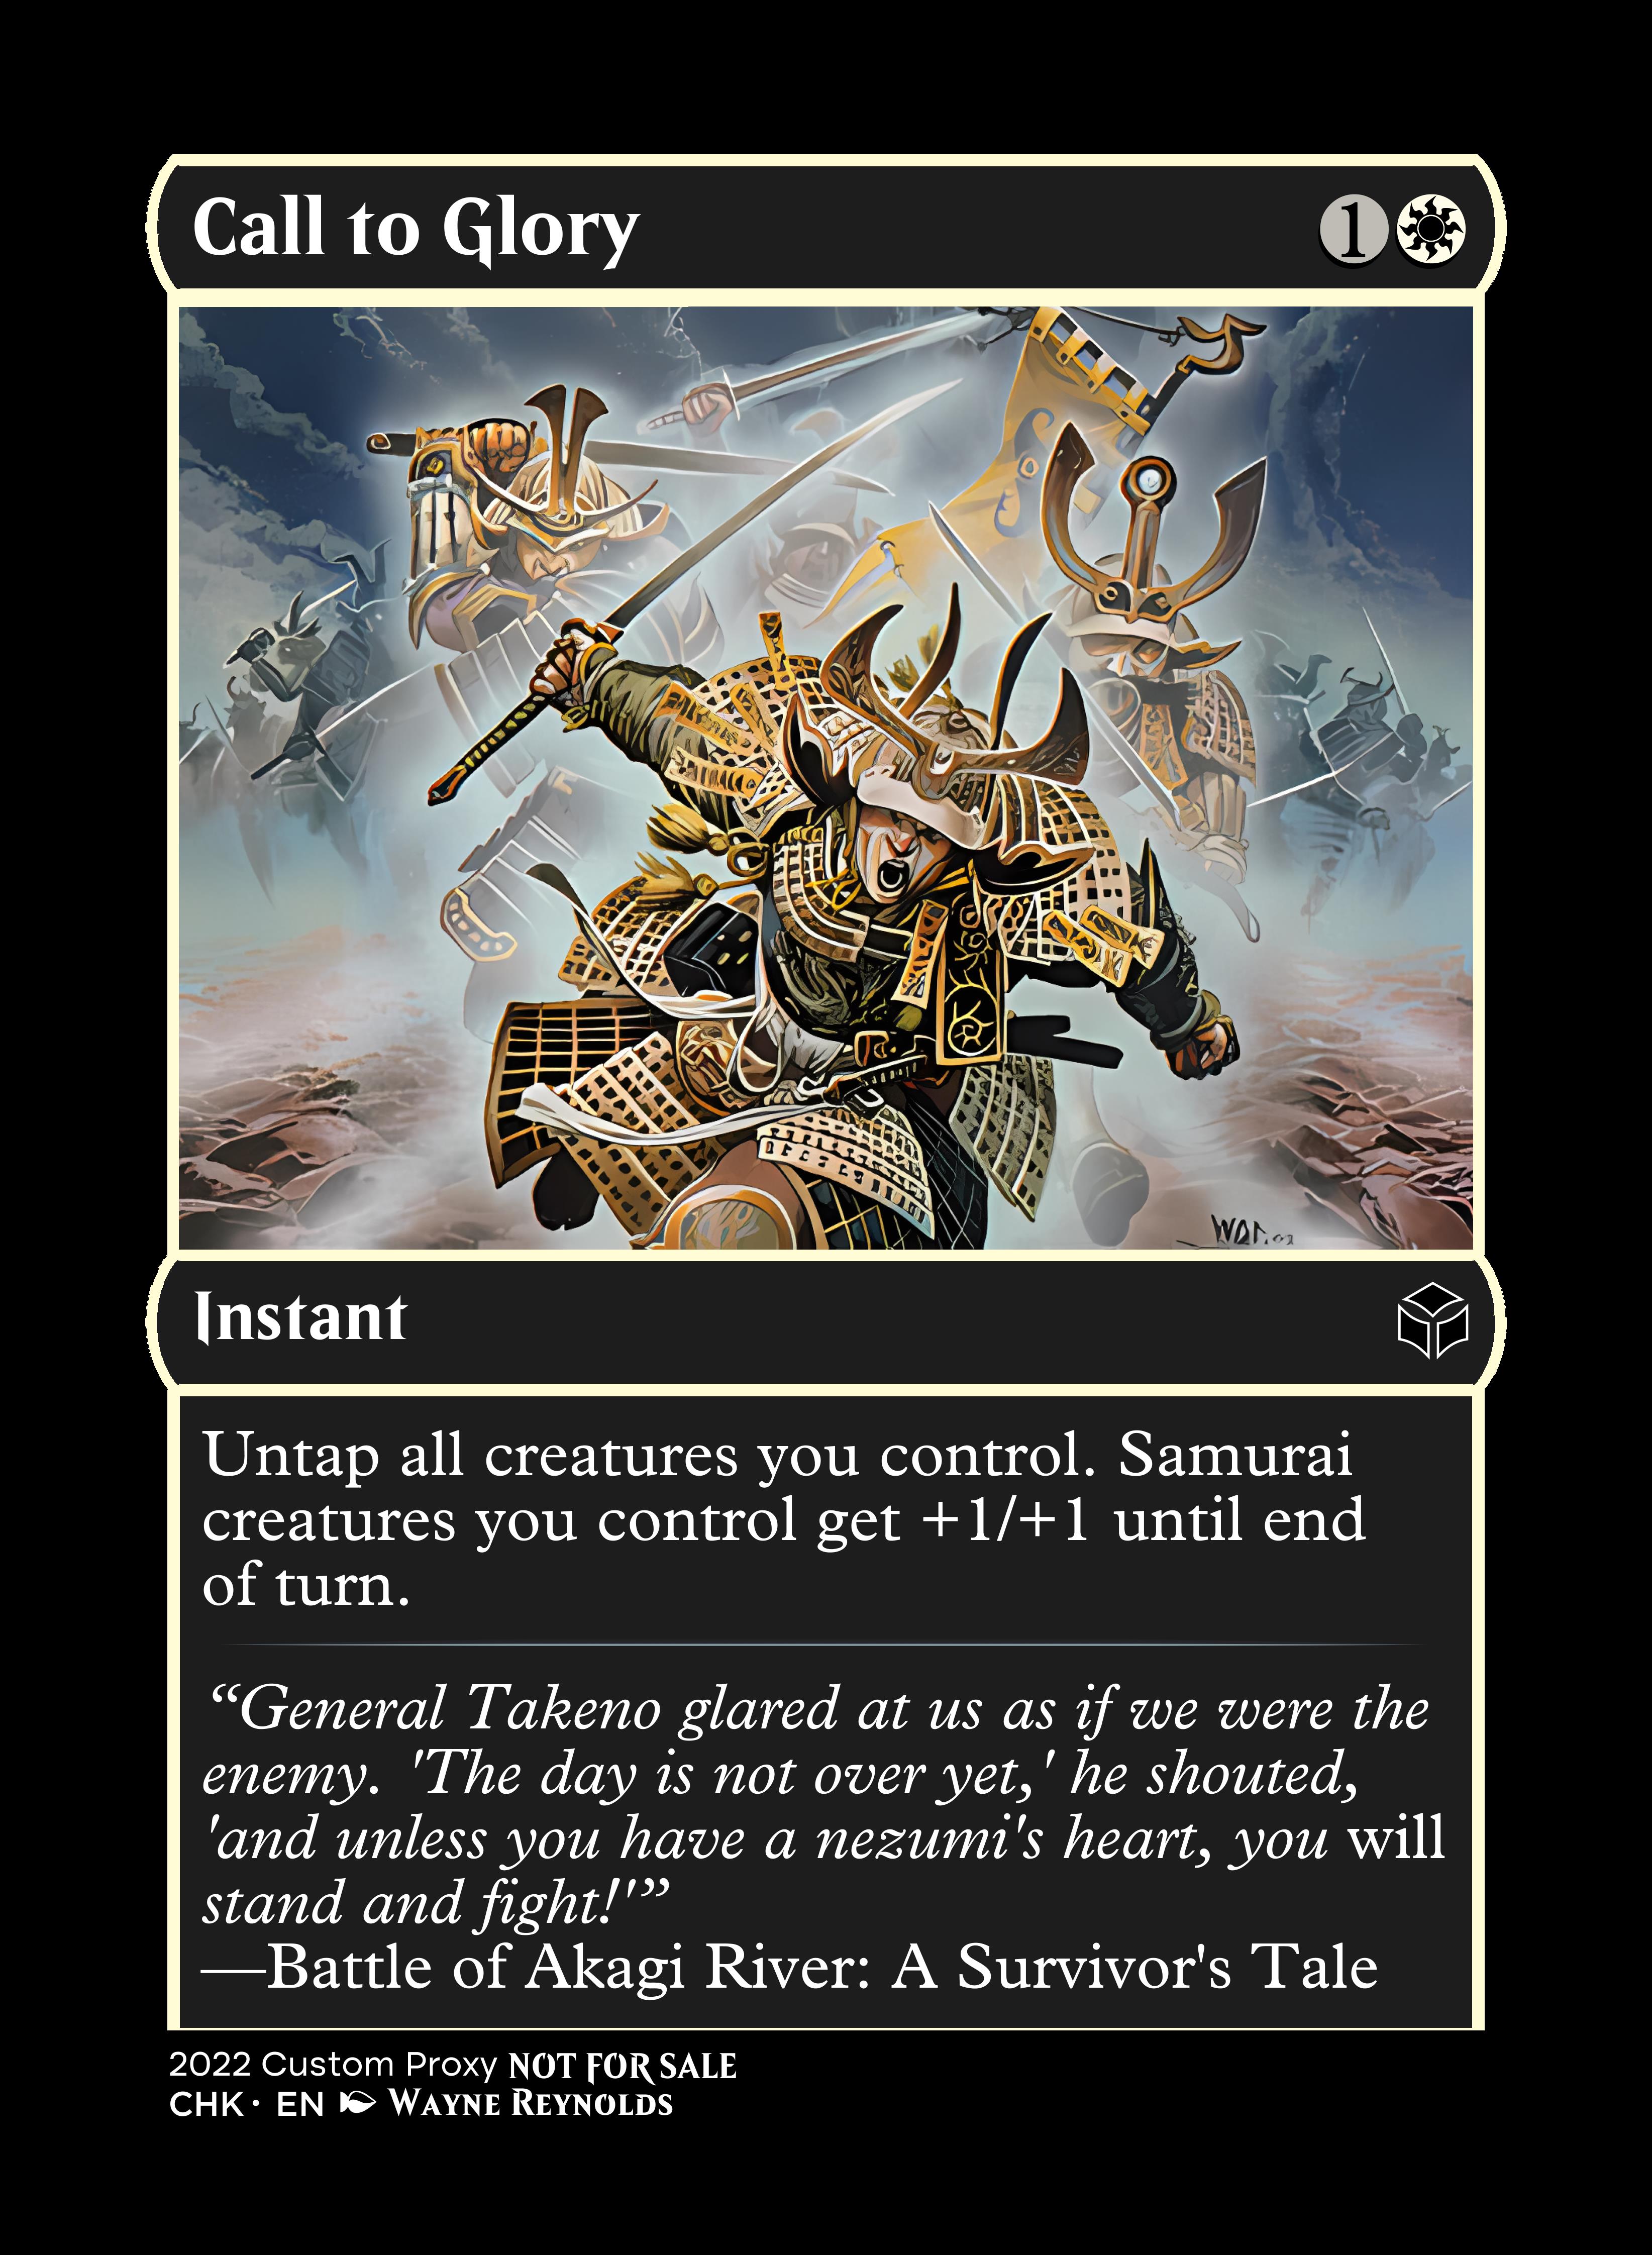 Call to Glory 1
Instant
Untap all creatures you control. Samurai
creatures you control get +1/+1 until end
of turn.
“General Takeno glared at us as if we were the
enemy. 'The day is not over yet,' he shouted,
'and unless you have a nezumi's heart, you will
stand and fight!'”
—Battle of Akagi River: A Survivor's Tale
2022 Custom Proxy NOT FOR SALE
CHK · EN WAYNE REYNOLDS